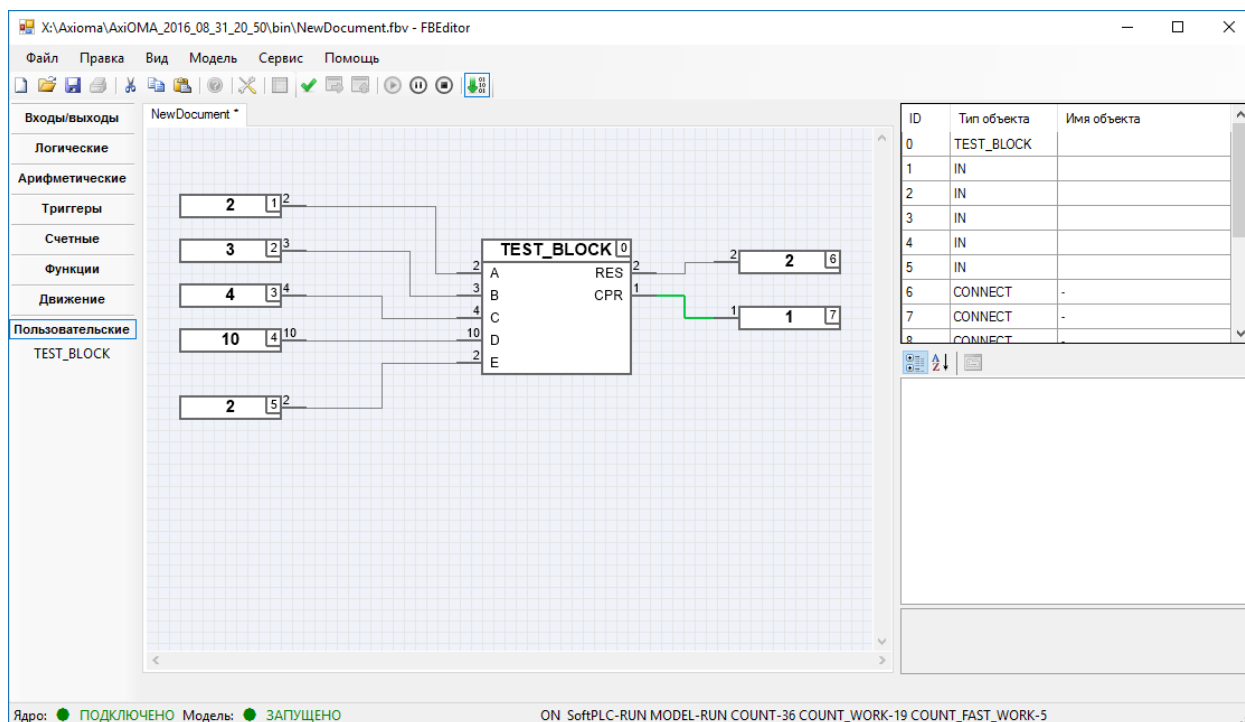 X:\Axioma\AxiOMA_2016_08_31_20_50\bin\NewDocument.fbv - FBEditor
Файл Правка Вид Модель Сервис Помощь
Входы/выходы
Логические
Арифметические
Триггеры
Счетные
Функции
Движение
Пользовательские
TEST_BLOCK
NewDocument *
2 1 2
3 2 3
4 3 4
10 4 10
2 5 2
TEST_BLOCK 0
2 A RES 2
3 B CPR 1
4 C
10 D
2 E
2 2 6
1 1 7
ID Тип объекта Имя объекта
0 TEST_BLOCK
1 IN
2 IN
3 IN
4 IN
5 IN
6 CONNECT -
7 CONNECT -
8 CONNECT -
Ядро: ПОДКЛЮЧЕНО Модель: ЗАПУЩЕНО ON SoftPLC-RUN MODEL-RUN COUNT-36 COUNT_WORK-19 COUNT_FAST_WORK-5